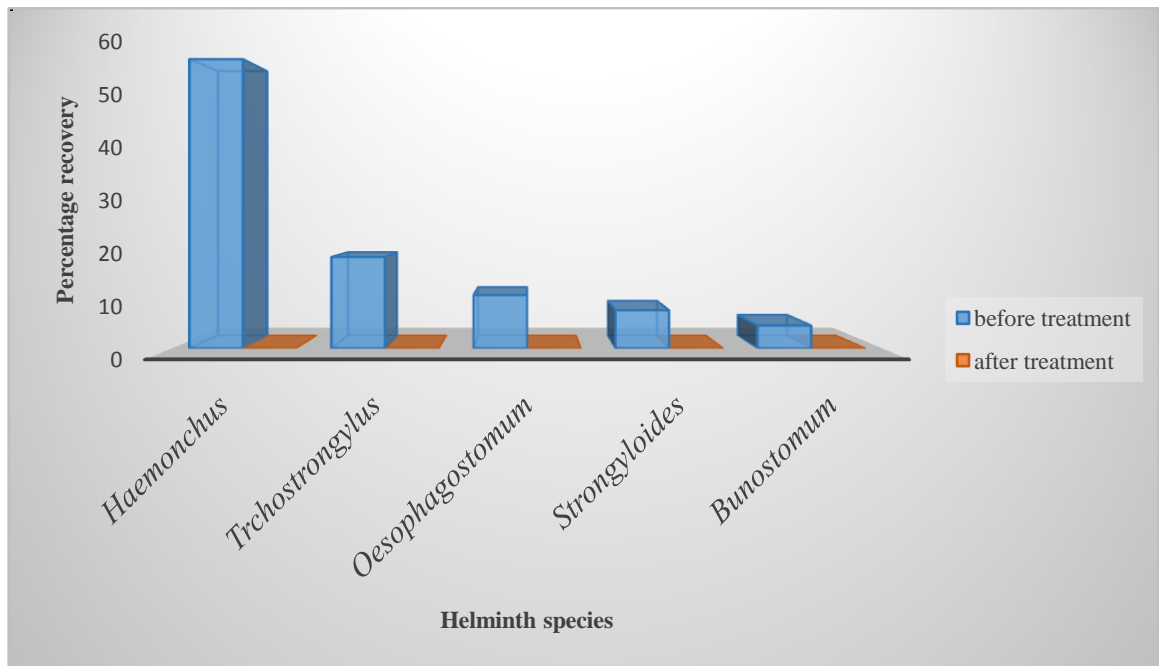 60
50
40
30
20
10
0
Percentage recovery
Haemonchus
Trchostrongylus
Oesophagostomum
Strongyloides
Bunostomum
Helminth species
before treatment
after treatment